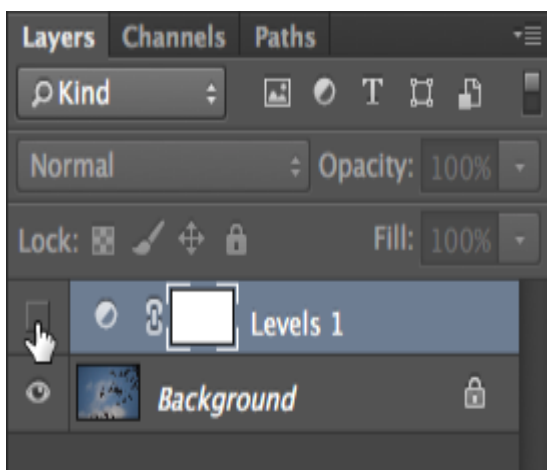 Layers Channels Paths
Kind T
Normal Opacity: 100%
Lock: Fill: 100%
Levels 1
Background